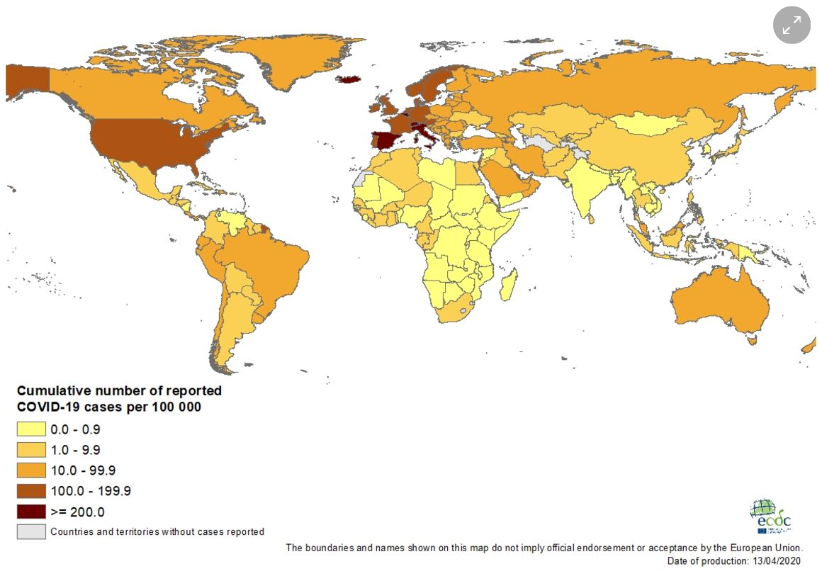 Cumulative number of reported
COVID-19 cases per 100 000
0.0 - 0.9
1.0 - 9.9
10.0 - 99.9
100.0 - 199.9
>= 200.0
Countries and territories without cases reported
ecdc
The boundaries and names shown on this map do not imply official endorsement or acceptance by the European Union.
Date of production: 13/04/2020